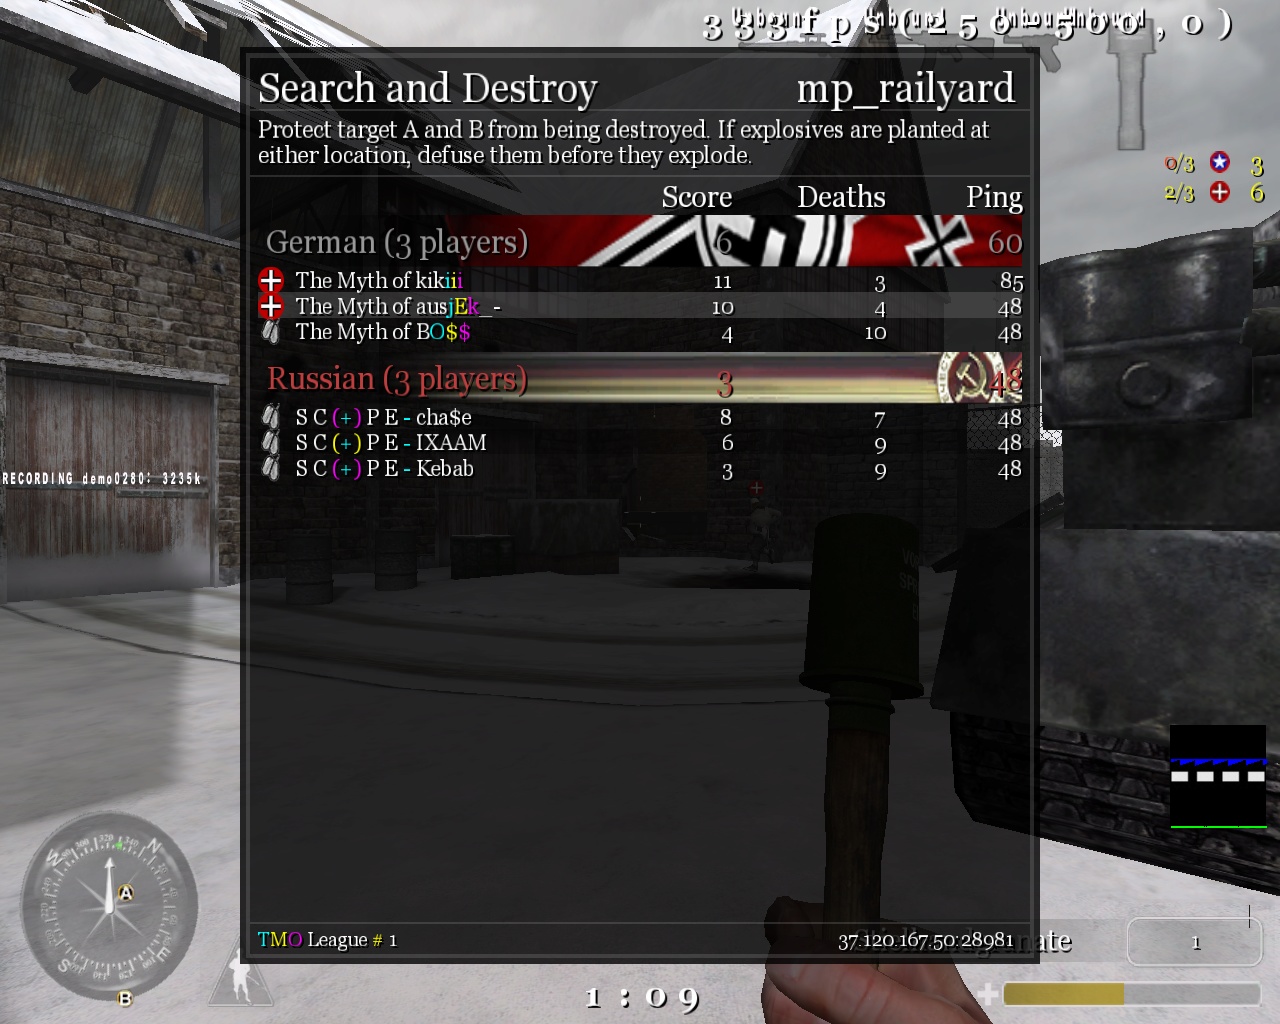 333fps(250-500,0)
Search and Destroy mp_railyard
Protect target A and B from being destroyed. If explosives are planted at
either location, defuse them before they explode.
Score Deaths Ping
0/3 3
2/3 6
German (3 players) 6 60
The Myth of kikiii 11 3 85
The Myth of ausjEk_- 10 4 48
The Myth of BO$$ 4 10 48
Russian (3 players) 3 48
S C (+) P E - cha$e 8 7 48
S C (+) P E - IXAAM 6 9 48
S C (+) P E - Kebab 3 9 48
RECORDING demo0280: 3235k
N
W
E
S
A
B
TMO League # 1 37.120.167.50:28981
1
1:09